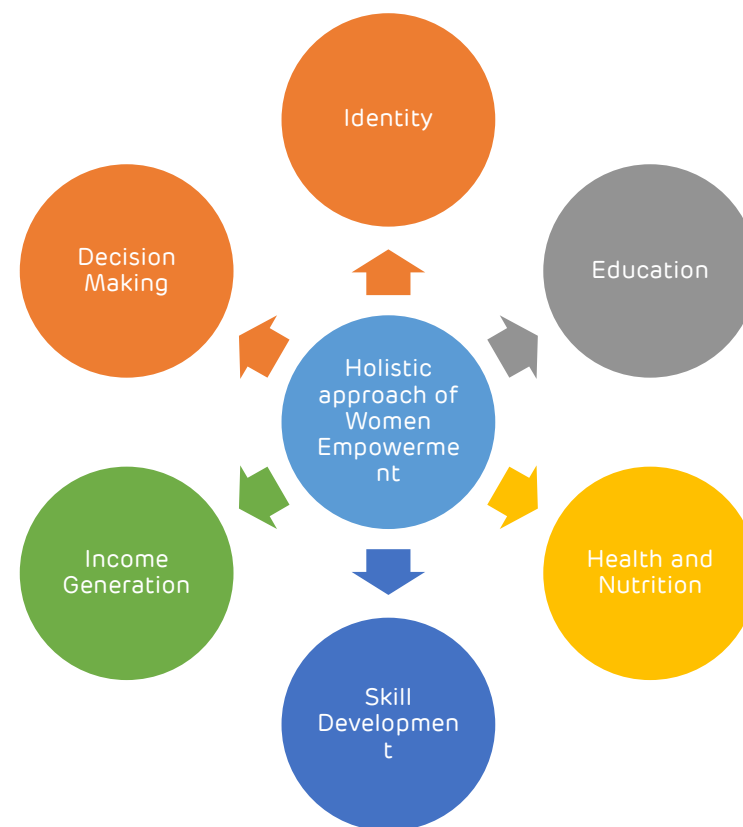 Identity
Decision
Making
Education
Holistic
approach of
Women
Empowerme
nt
Income
Generation
Health and
Nutrition
Skill
Developmen
t